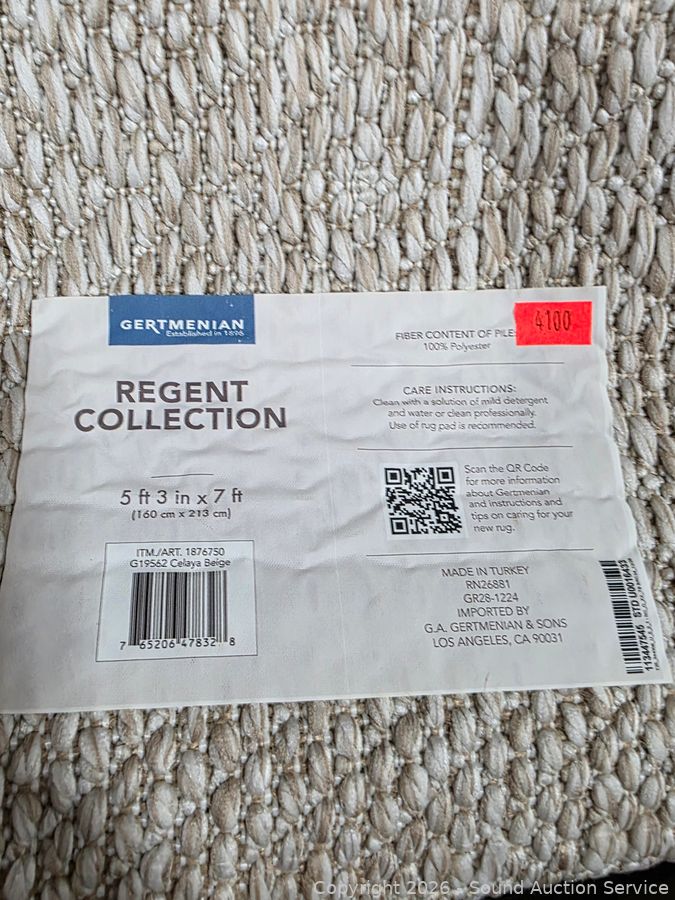 GERTMENIAN
Established in 1896
REGENT
COLLECTION
5 ft 3 in x 7 ft
(160 cm x 213 cm)
ITM./ART. 1876750
G19562 Celaya Beige
7 65206 47832 8
4100
FIBER CONTENT OF PILE:
100% Polyester
CARE INSTRUCTIONS:
Clean with a solution of mild detergent
and water or clean professionally.
Use of rug pad is recommended.
Scan the QR Code
for more information
about Gertmenian
and instructions and
tips on caring for your
new rug.
MADE IN TURKEY
RN26881
GR28-1224
IMPORTED BY
G.A. GERTMENIAN & SONS
LOS ANGELES, CA 90031
Copyright 2026 - Sound Auction Service